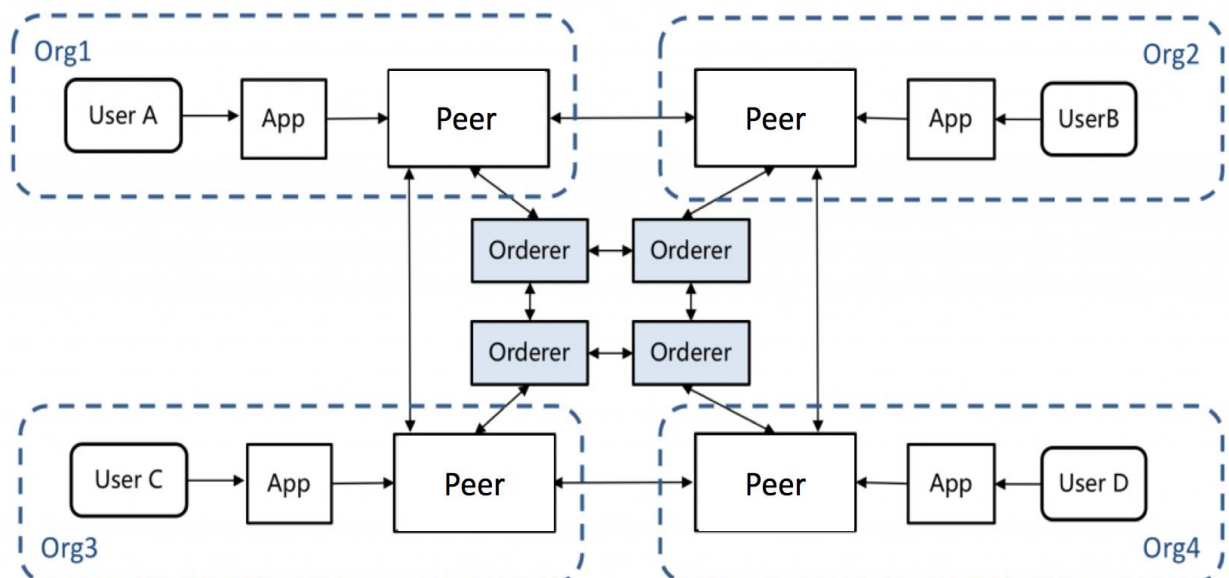 Org1
Org2
User A
App
Peer
Peer
App
UserB
Orderer
Orderer
Orderer
Orderer
User C
App
Peer
Peer
App
User D
Org3
Org4